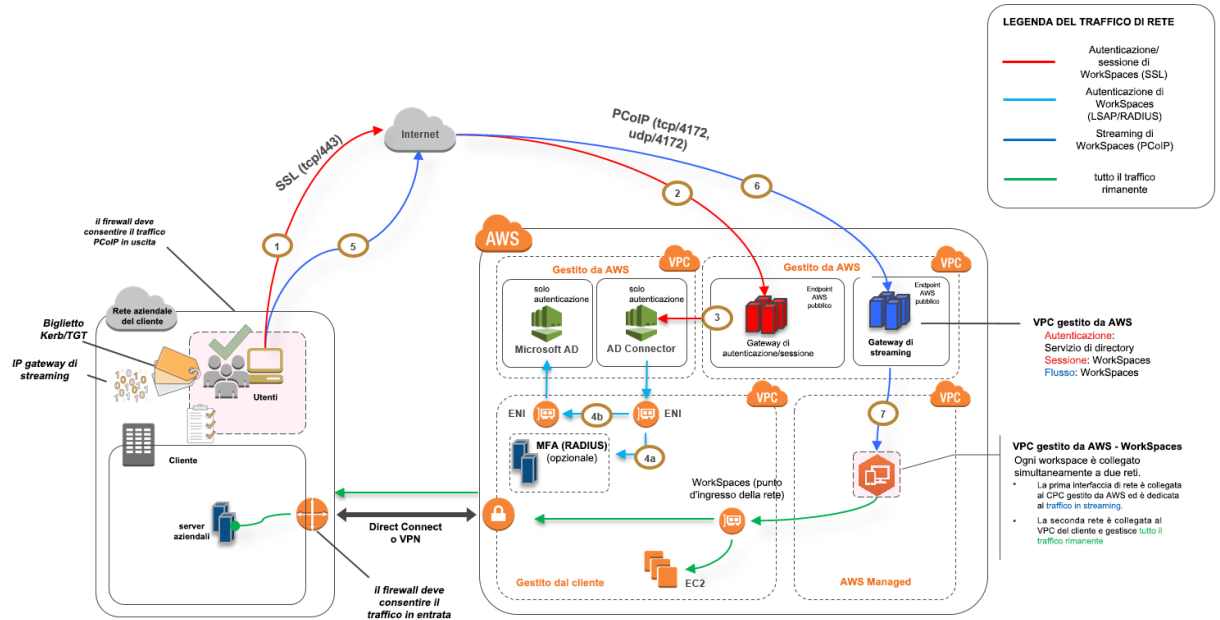 LEGENDA DEL TRAFFICO DI RETE
Autenticazione/
sessione di
WorkSpaces (SSL)
Autenticazione di
WorkSpaces
(LSAP/RADIUS)
Streaming di
WorkSpaces (PCoIP)
tutto il traffico
rimanente
Internet
SSL (tcp/443)
PCoIP (tcp/4172,
udp/4172)
1
5
2
6
il firewall deve
consentire il traffico
PCoIP in uscita
Rete aziendale
del cliente
Biglietto
Kerb/TGT
IP gateway di
streaming
Utenti
Cliente
server
aziendali
Direct Connect
o VPN
il firewall deve
consentire il
traffico in entrata
AWS
VPC
Gestito da AWS
solo
autenticazione
Microsoft AD
solo
autenticazione
AD Connector
3
VPC
Gestito da AWS
Endpoint
AWS
pubblico
Gateway di
autenticazione/sessione
Endpoint
AWS
pubblico
Gateway di
streaming
VPC gestito da AWS
Autenticazione:
Servizio di directory
Sessione: WorkSpaces
Flusso: WorkSpaces
VPC
ENI
4b
ENI
MFA (RADIUS)
(opzionale)
4a
WorkSpaces (punto
d'ingresso della rete)
EC2
Gestito dal cliente
VPC
7
AWS Managed
VPC gestito da AWS - WorkSpaces
Ogni workspace è collegato
simultaneamente a due reti.
• La prima interfaccia di rete è collegata
al CPC gestito da AWS ed è dedicata
al traffico in streaming.
• La seconda rete è collegata al
VPC del cliente e gestisce tutto il
traffico rimanente